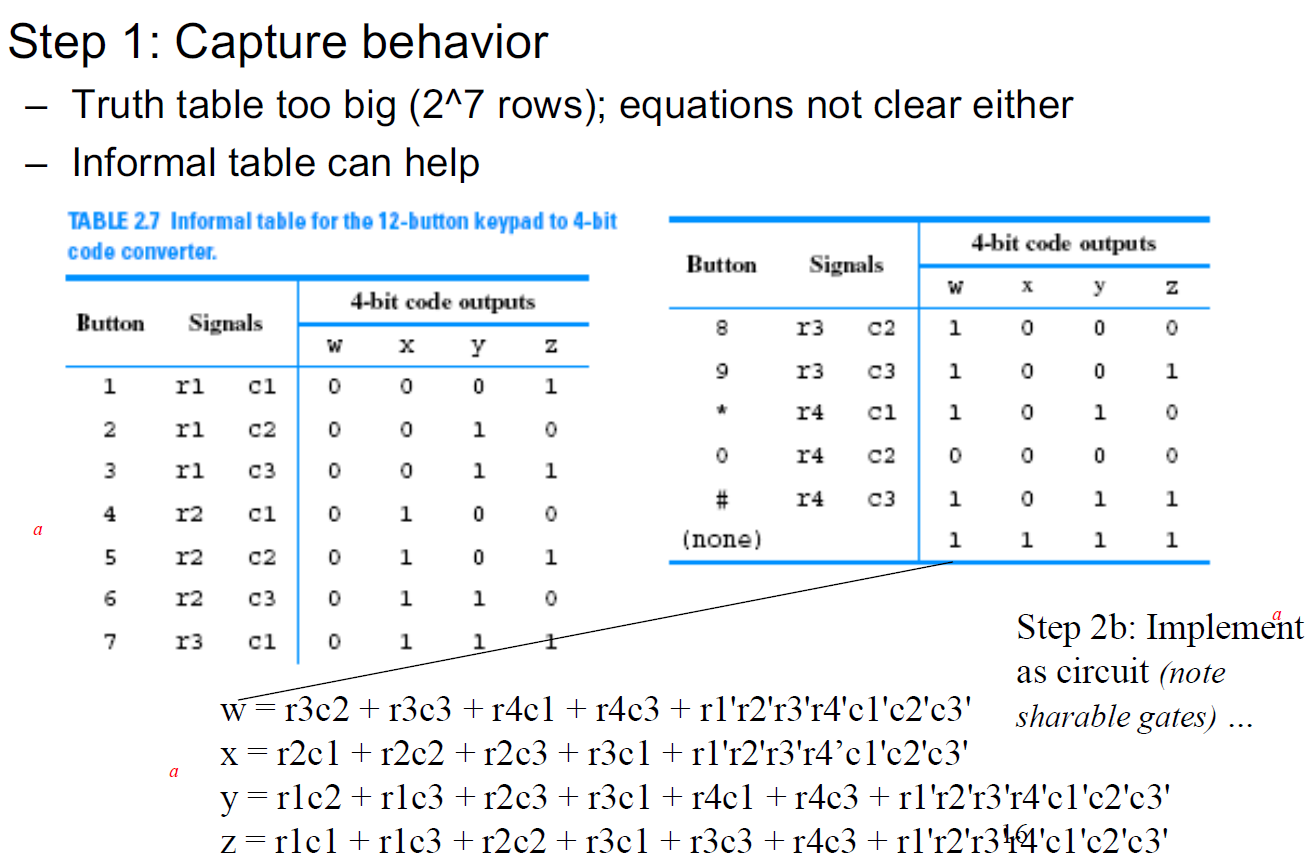 Step 1: Capture behavior
– Truth table too big (2^7 rows); equations not clear either
– Informal table can help
TABLE 2.7 Informal table for the 12-button keypad to 4-bit
code converter.
Button Signals 4-bit code outputs
w x y z
1 r1 c1 0 0 0 1
2 r1 c2 0 0 1 0
3 r1 c3 0 0 1 1
4 r2 c1 0 1 0 0
5 r2 c2 0 1 0 1
6 r2 c3 0 1 1 0
7 r3 c1 0 1 1 1
Button Signals 4-bit code outputs
w x y z
8 r3 c2 1 0 0 0
9 r3 c3 1 0 0 1
* r4 c1 1 0 1 0
0 r4 c2 0 0 0 0
# r4 c3 1 0 1 1
(none) 1 1 1 1
a
a
Step 2b: Implement
as circuit (note
sharable gates) …
w = r3c2 + r3c3 + r4c1 + r4c3 + r1'r2'r3'r4'c1'c2'c3'
x = r2c1 + r2c2 + r2c3 + r3c1 + r1'r2'r3'r4’c1'c2'c3'
a
y = r1c2 + r1c3 + r2c3 + r3c1 + r4c1 + r4c3 + r1'r2'r3'r4'c1'c2'c3'
z = r1c1 + r1c3 + r2c2 + r3c1 + r3c3 + r4c3 + r1'r2'r3'r4'c1'c2'c3'
16